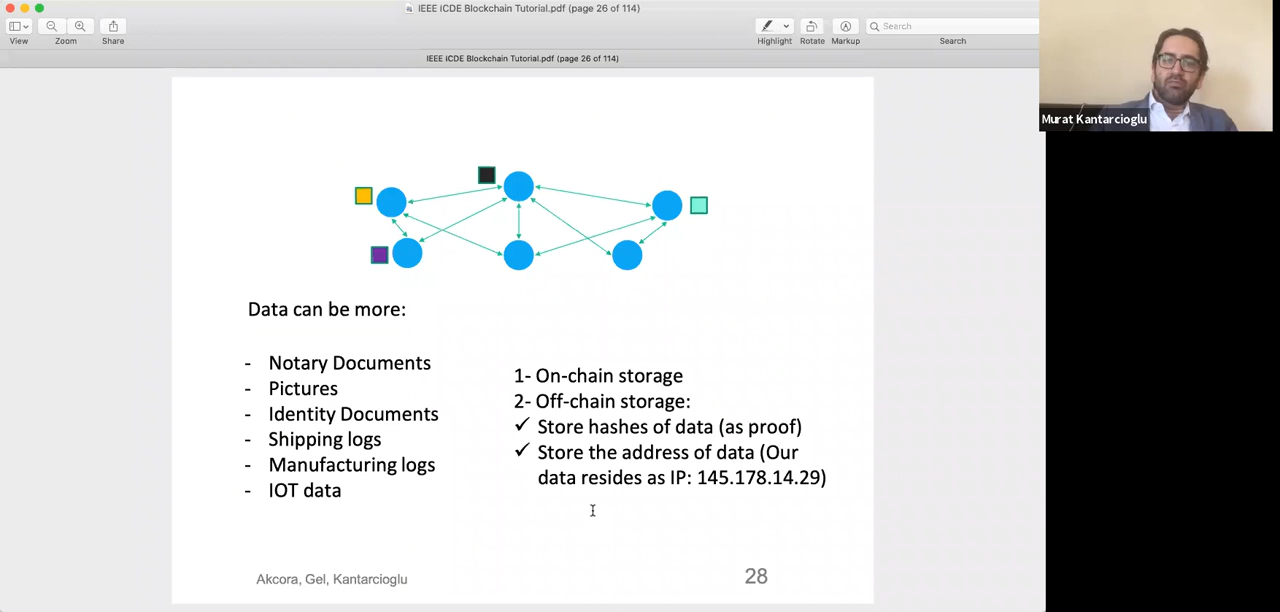 IEEE ICDE Blockchain Tutorial.pdf (page 26 of 114)
View
Zoom
Share
Highlight
Rotate
Markup
Search
Search
IEEE ICDE Blockchain Tutorial.pdf (page 26 of 114)
Murat Kantarcioglu
Data can be more:
- Notary Documents
- Pictures
- Identity Documents
- Shipping logs
- Manufacturing logs
- IOT data
1- On-chain storage
2- Off-chain storage:
✓ Store hashes of data (as proof)
✓ Store the address of data (Our
data resides as IP: 145.178.14.29)
Akcora, Gel, Kantarcioglu
28